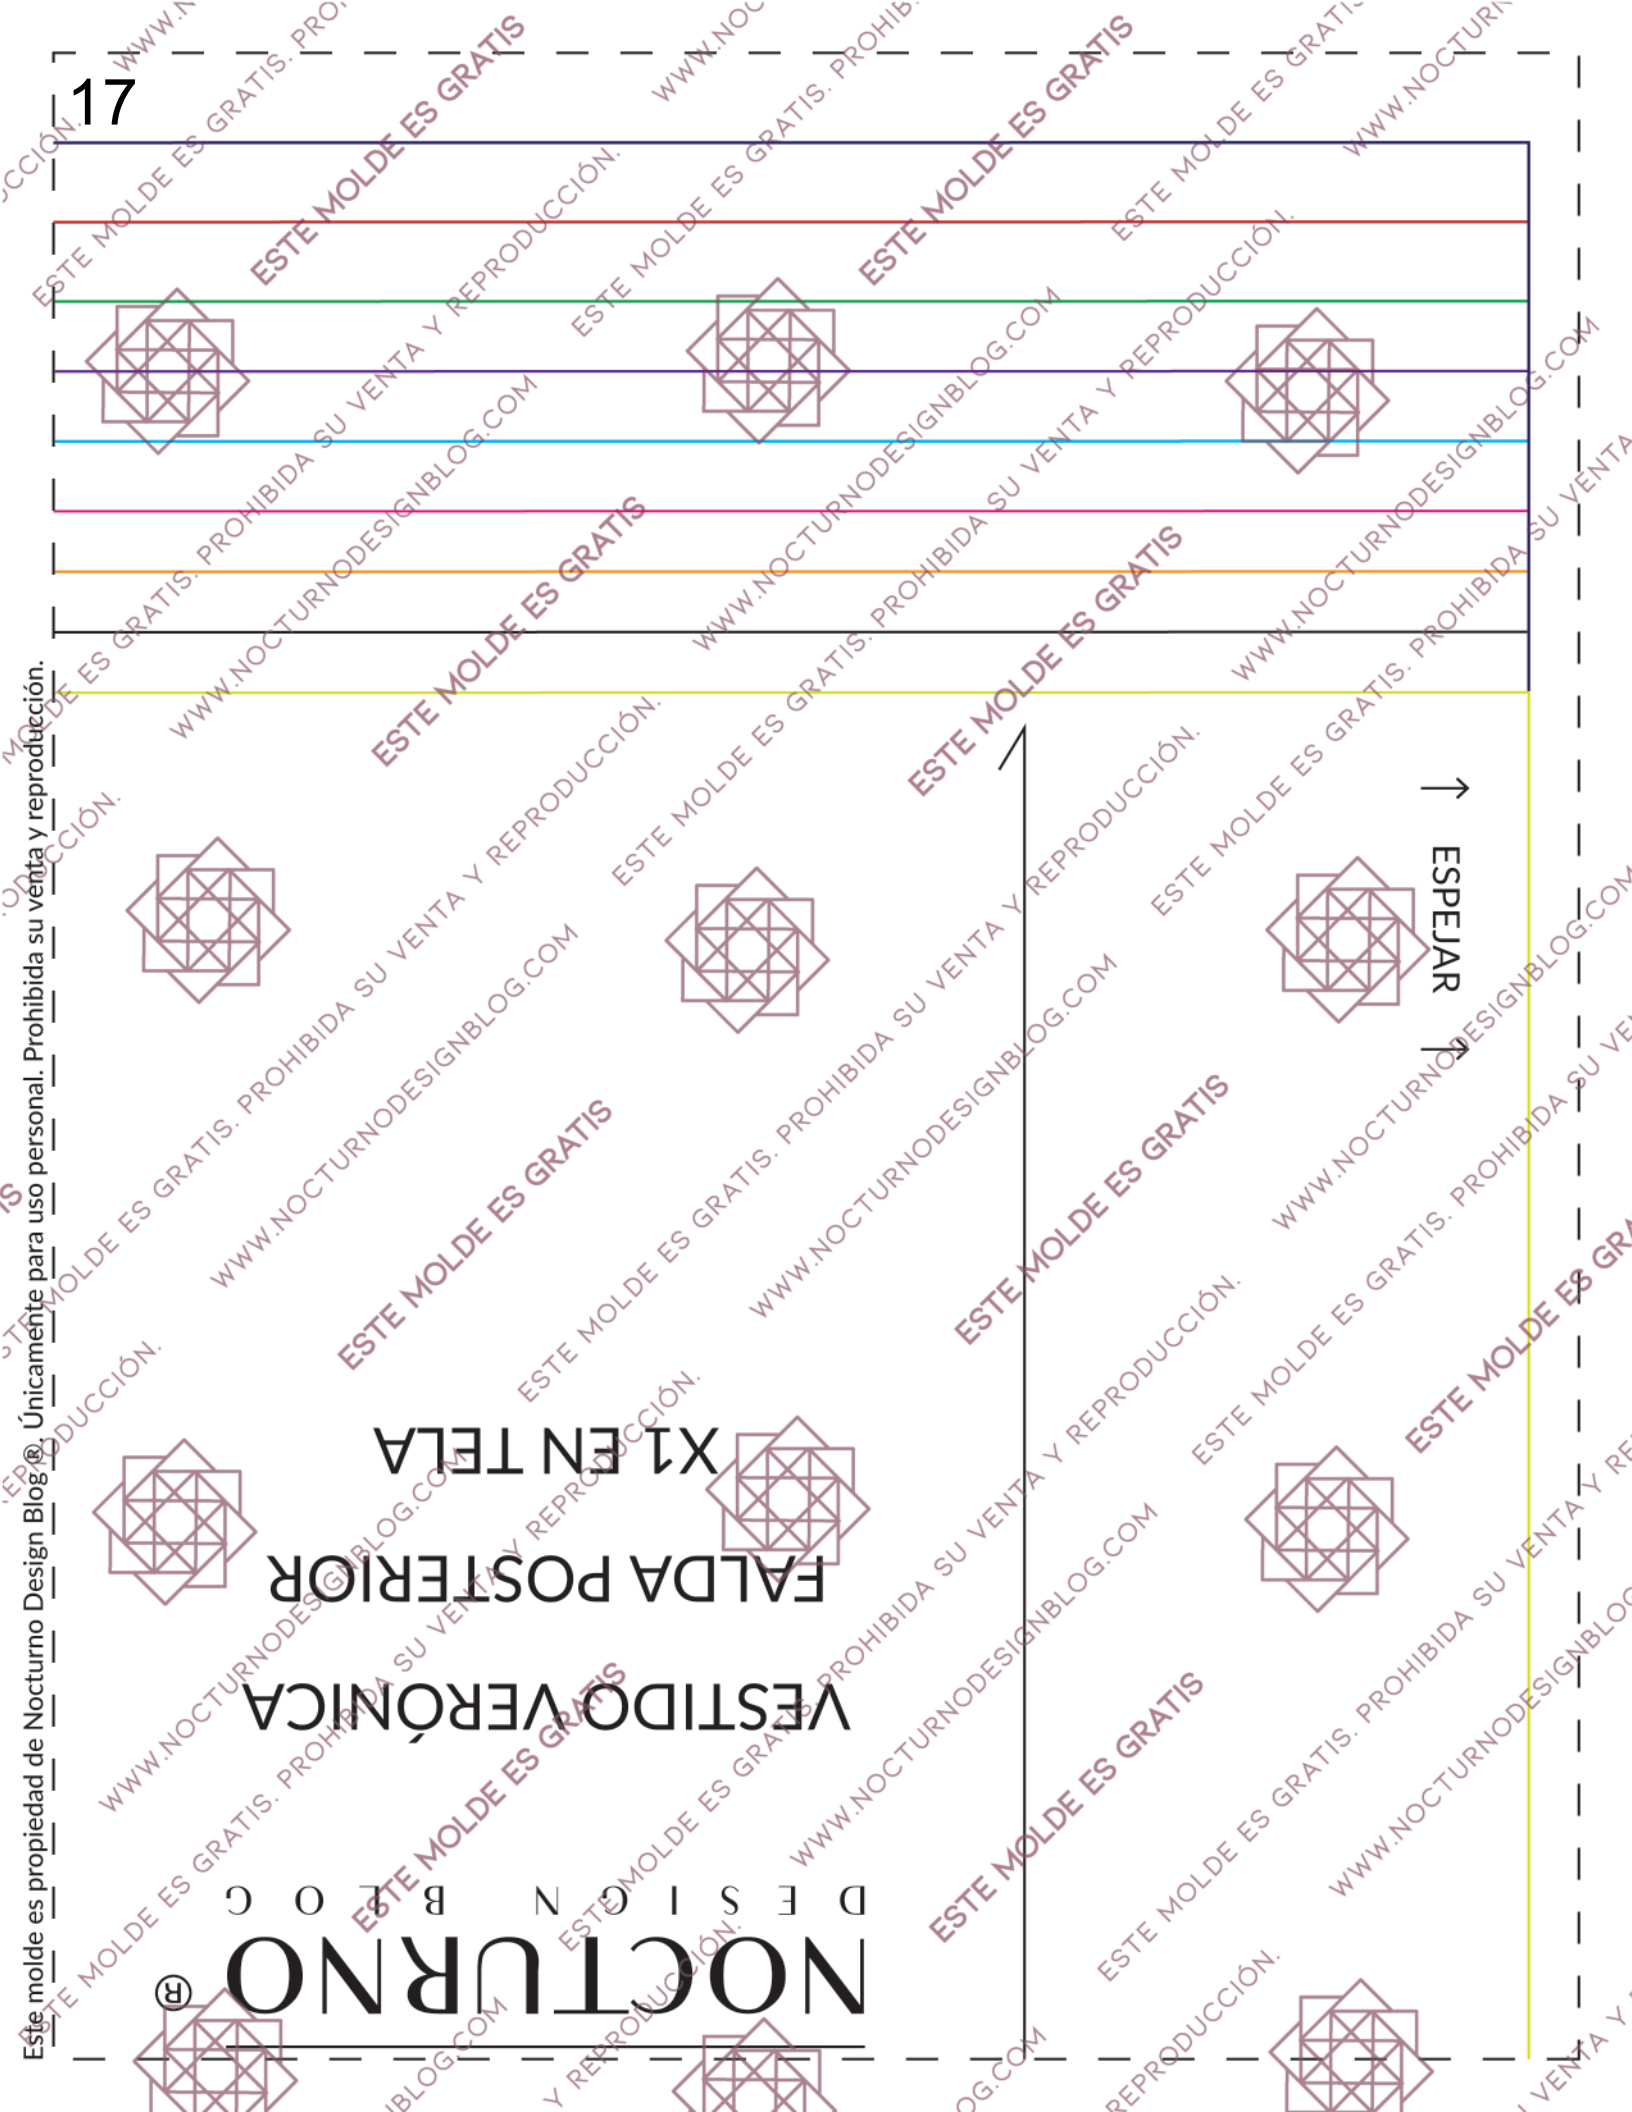 17
ESPEJAR
X1 EN TELA
FALDA POSTERIOR
VESTIDO VERÓNICA
DESIGN BLOG
NOCTURNO
®
Este molde es propiedad de Nocturno Design Blog ®. Únicamente para uso personal. Prohibida su venta y reproducción.
ESTE MOLDE ES GRATIS
ESTE MOLDE ES GRATIS. PROHIBIDA SU VENTA Y REPRODUCCIÓN.
WWW.NOCTURNODESIGNBLOG.COM